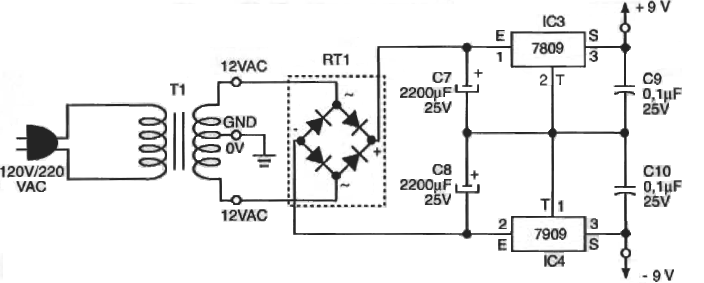 + 9 V
IC3
E
7809
S
1
3
2 T
12VAC
RT1
~
T1
C7
2200µF
25V
+
C9
0,1µF
25V
GND
0V
-
+
120V/220
VAC
C8
2200µF
25V
+
C10
0,1µF
25V
~
12VAC
T 1
2
7909
3
E
S
IC4
- 9 V